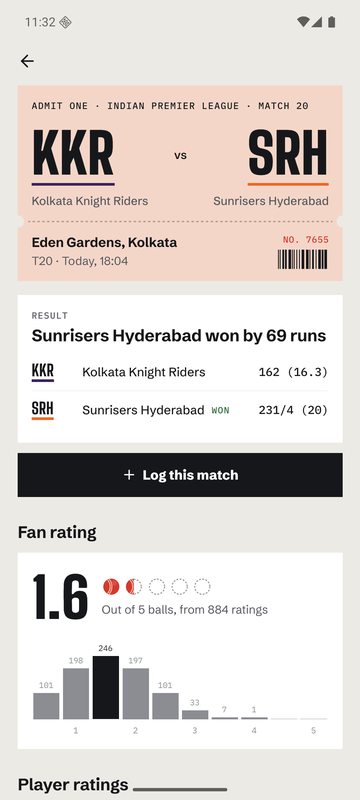 11:32
ADMIT ONE · INDIAN PREMIER LEAGUE · MATCH 20
KKR vs SRH
Kolkata Knight Riders Sunrisers Hyderabad
Eden Gardens, Kolkata NO. 7655
T20 · Today, 18:04
RESULT
Sunrisers Hyderabad won by 69 runs
KKR Kolkata Knight Riders 162 (16.3)
SRH Sunrisers Hyderabad WON 231/4 (20)
+ Log this match
Fan rating
1.6
Out of 5 balls, from 884 ratings
246
198 197
101 101
33
7 1
1 2 3 4 5
Player ratings